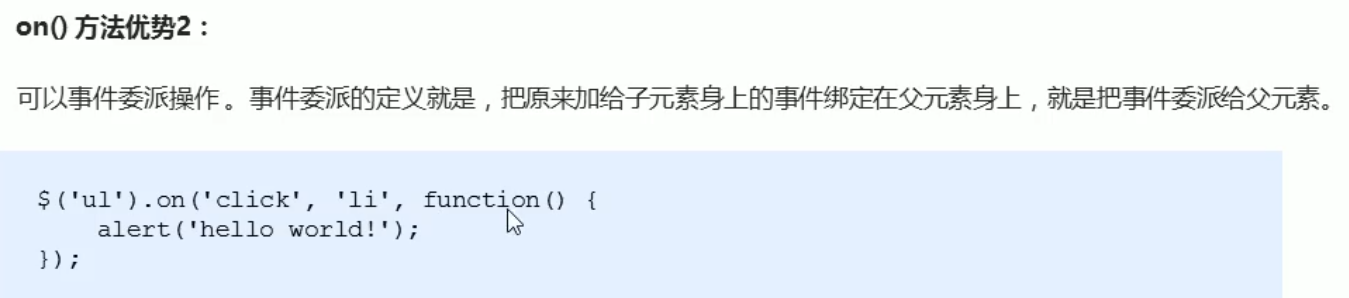 on() 方法优势2：
可以事件委派操作。事件委派的定义就是，把原来加给子元素身上的事件绑定在父元素身上，就是把事件委派给父元素。
$('ul').on('click', 'li', function() {
    alert('hello world!');
});